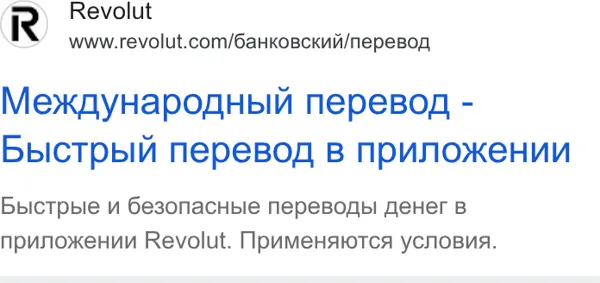 Revolut
www.revolut.com/банковский/перевод
Международный перевод -
Быстрый перевод в приложении
Быстрые и безопасные переводы денег в
приложении Revolut. Применяются условия.